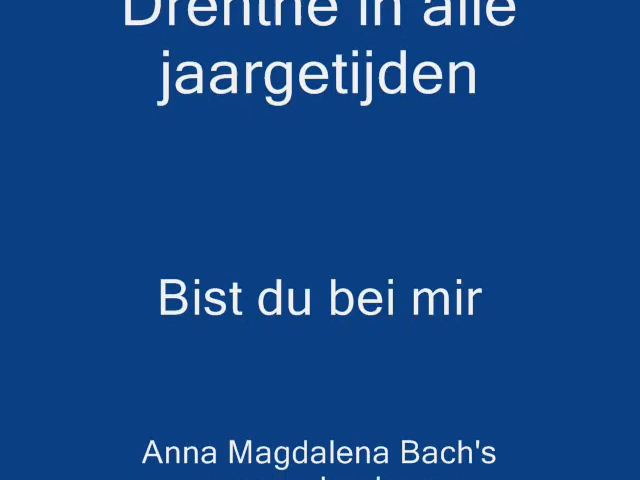 Drenthe in alle
jaargetijden
Bist du bei mir
Anna Magdalena Bach's